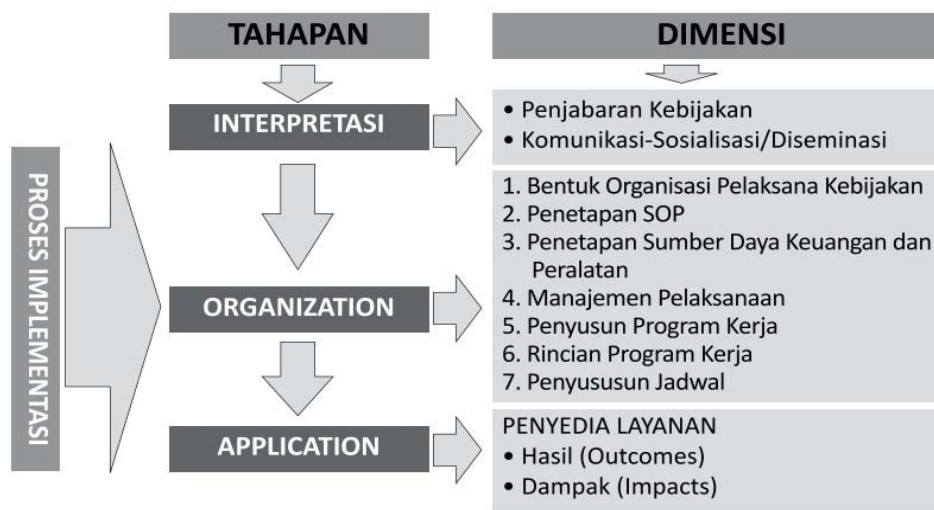 PROSES IMPLEMENTASI
TAHAPAN
INTERPRETASI
ORGANIZATION
APPLICATION
DIMENSI
• Penjabaran Kebijakan
• Komunikasi-Sosialisasi/Diseminasi
1. Bentuk Organisasi Pelaksana Kebijakan
2. Penetapan SOP
3. Penetapan Sumber Daya Keuangan dan
Peralatan
4. Manajemen Pelaksanaan
5. Penyusun Program Kerja
6. Rincian Program Kerja
7. Penyususun Jadwal
PENYEDIA LAYANAN
• Hasil (Outcomes)
• Dampak (Impacts)